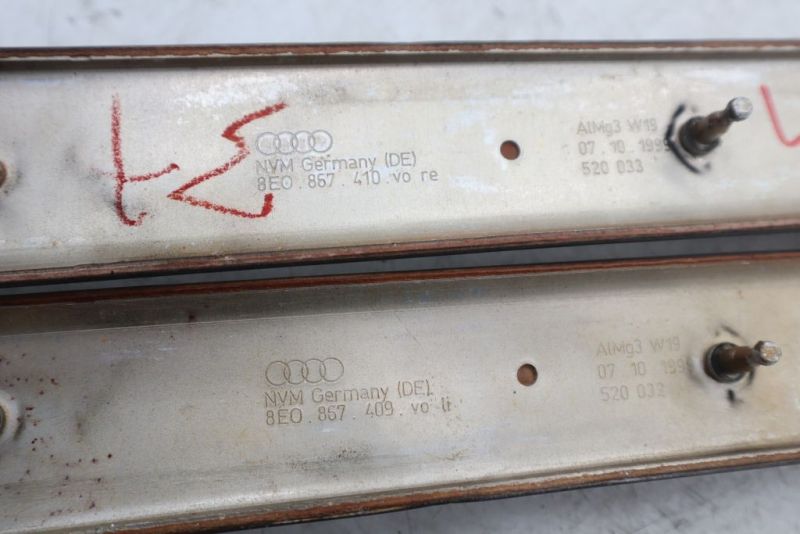 NVM Germany (DE)
8E0 . 867 . 410 . vo re
AlMg3 W19
07 10 1999
520 033
NVM Germany (DE)
8E0 . 867 . 409 . vo li
AlMg3 W19
07 10
520 032